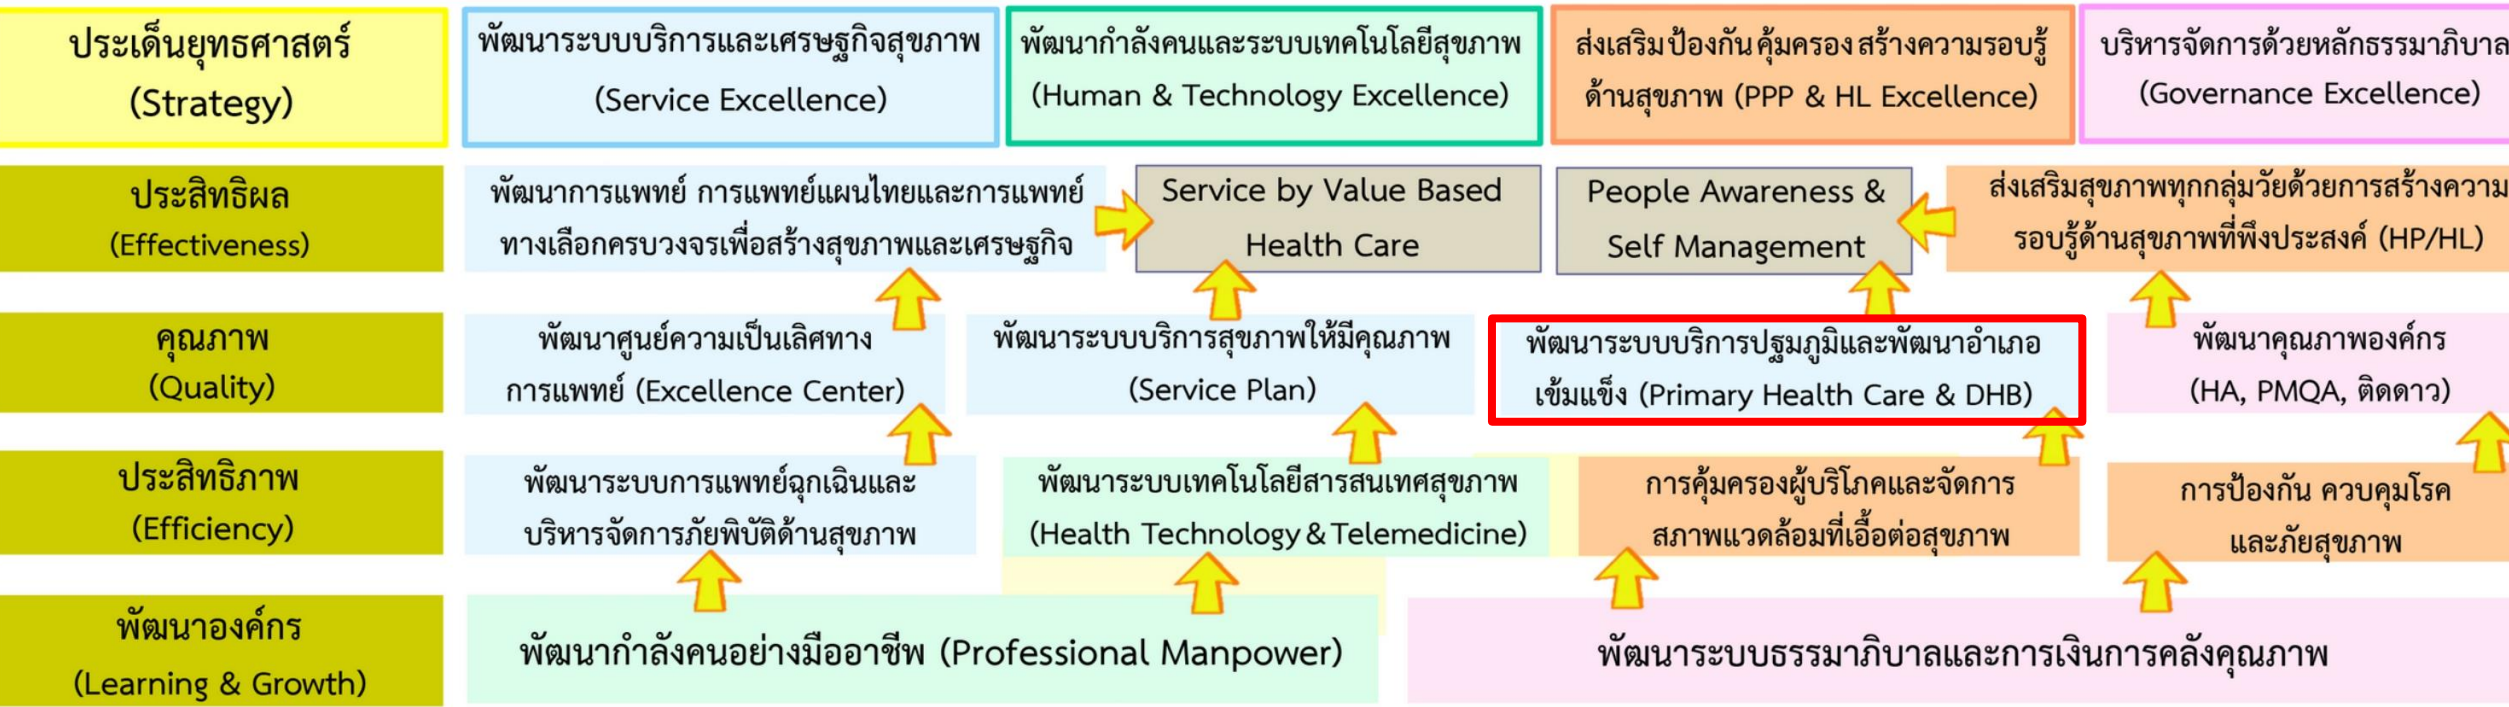 ประเด็นยุทธศาสตร์
(Strategy)
พัฒนาระบบบริการและเศรษฐกิจสุขภาพ
(Service Excellence)
พัฒนากำลังคนและระบบเทคโนโลยีสุขภาพ
(Human & Technology Excellence)
ส่งเสริม ป้องกัน คุ้มครอง สร้างความรอบรู้
ด้านสุขภาพ (PPP & HL Excellence)
บริหารจัดการด้วยหลักธรรมาภิบาล
(Governance Excellence)
ประสิทธิผล
(Effectiveness)
พัฒนาการแพทย์ การแพทย์แผนไทยและการแพทย์
ทางเลือกครบวงจรเพื่อสร้างสุขภาพและเศรษฐกิจ
Service by Value Based
Health Care
People Awareness &
Self Management
ส่งเสริมสุขภาพทุกกลุ่มวัยด้วยการสร้างความ
รอบรู้ด้านสุขภาพที่พึงประสงค์ (HP/HL)
คุณภาพ
(Quality)
พัฒนาศูนย์ความเป็นเลิศทาง
การแพทย์ (Excellence Center)
พัฒนาระบบบริการสุขภาพให้มีคุณภาพ
(Service Plan)
พัฒนาระบบบริการปฐมภูมิและพัฒนาอำเภอ
เข้มแข็ง (Primary Health Care & DHB)
พัฒนาคุณภาพองค์กร
(HA, PMQA, ติดดาว)
ประสิทธิภาพ
(Efficiency)
พัฒนาระบบการแพทย์ฉุกเฉินและ
บริหารจัดการภัยพิบัติด้านสุขภาพ
พัฒนาระบบเทคโนโลยีสารสนเทศสุขภาพ
(Health Technology & Telemedicine)
การคุ้มครองผู้บริโภคและจัดการ
สภาพแวดล้อมที่เอื้อต่อสุขภาพ
การป้องกัน ควบคุมโรค
และภัยสุขภาพ
พัฒนาองค์กร
(Learning & Growth)
พัฒนากำลังคนอย่างมืออาชีพ (Professional Manpower)
พัฒนาระบบธรรมาภิบาลและการเงินการคลังคุณภาพ